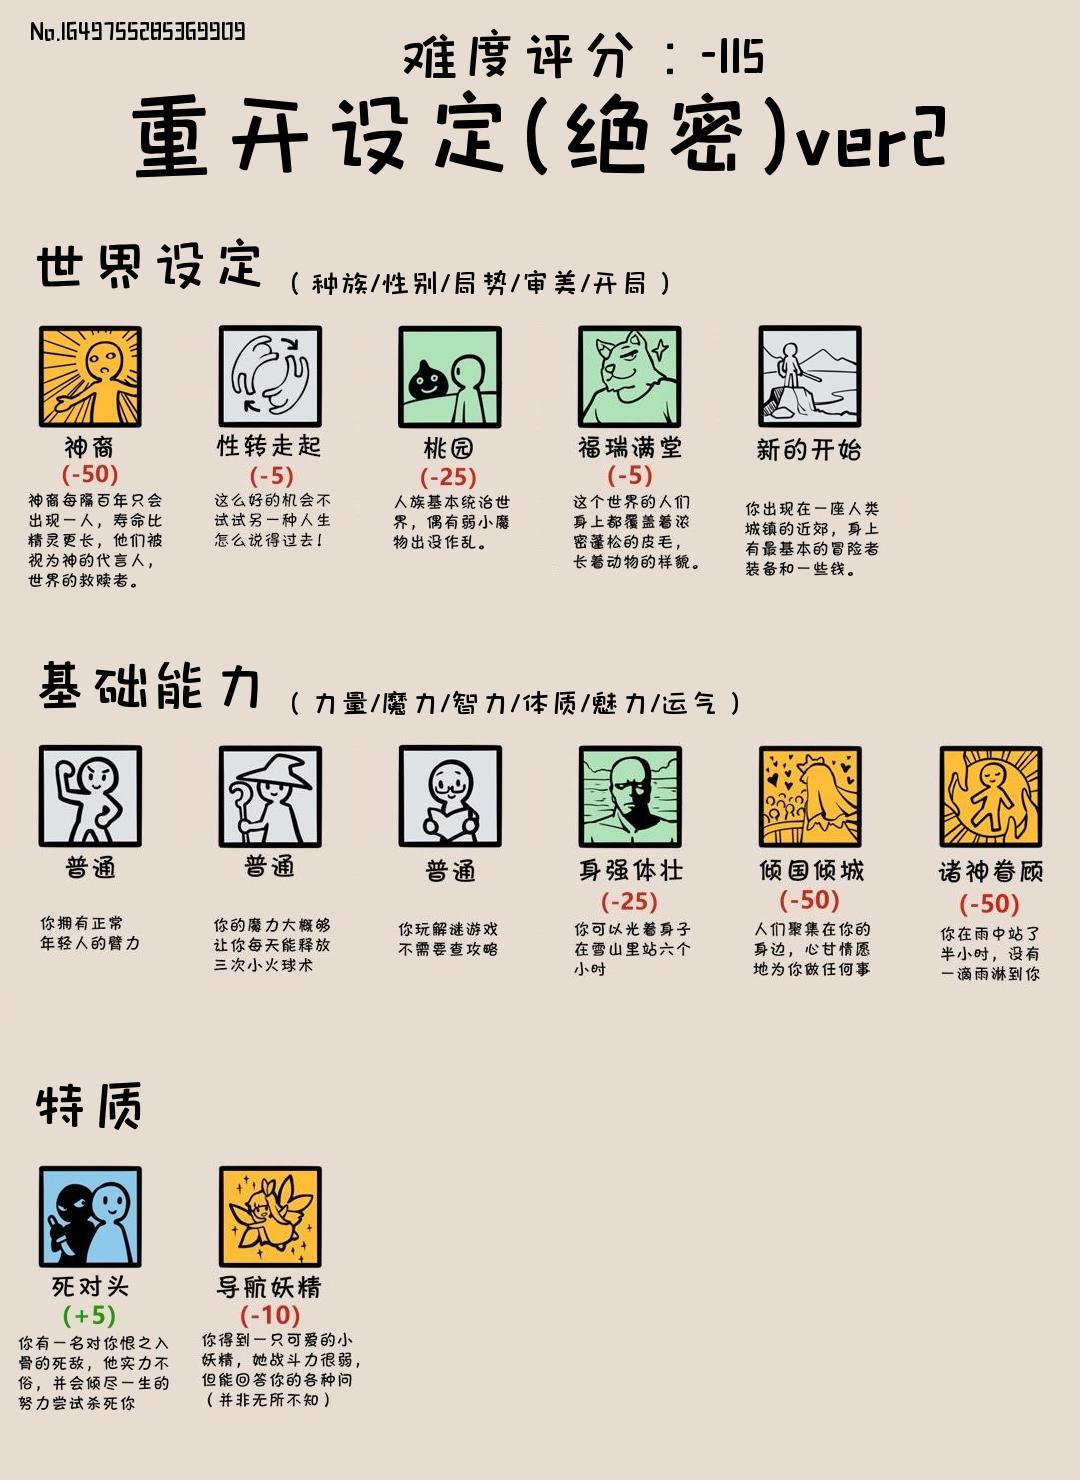 No.1649755285369909
难度评分：-115
重开设定(绝密)ver2
世界设定（种族/性别/局势/审美/开局）
神裔
(-50)
神裔每隔百年只会
出现一人，寿命比
精灵更长，他们被
视为神的代言人，
世界的救赎者。
性转走起
(-5)
这么好的机会不
试试另一种人生
怎么说得过去！
桃园
(-25)
人族基本统治世
界，偶有弱小魔
物出没作乱。
福瑞满堂
(-5)
这个世界的人们
身上都覆盖着浓
密蓬松的皮毛，
长着动物的样貌。
新的开始
你出现在一座人类
城镇的近郊，身上
有最基本的冒险者
装备和一些钱。
基础能力（力量/魔力/智力/体质/魅力/运气）
普通
你拥有正常
年轻人的臂力
普通
你的魔力大概够
让你每天能释放
三次小火球术
普通
你玩解谜游戏
不需要查攻略
身强体壮
(-25)
你可以光着身子
在雪山里站六个
小时
倾国倾城
(-50)
人们聚集在你的
身边，心甘情愿
地为你做任何事
诸神眷顾
(-50)
你在雨中站了
半小时，没有
一滴雨淋到你
特质
死对头
(+5)
你有一名对你恨之入
骨的死敌，他实力不
俗，并会倾尽一生的
努力尝试杀死你
导航妖精
(-10)
你得到一只可爱的小
妖精，她战斗力很弱，
但能回答你的各种问
（并非无所不知）